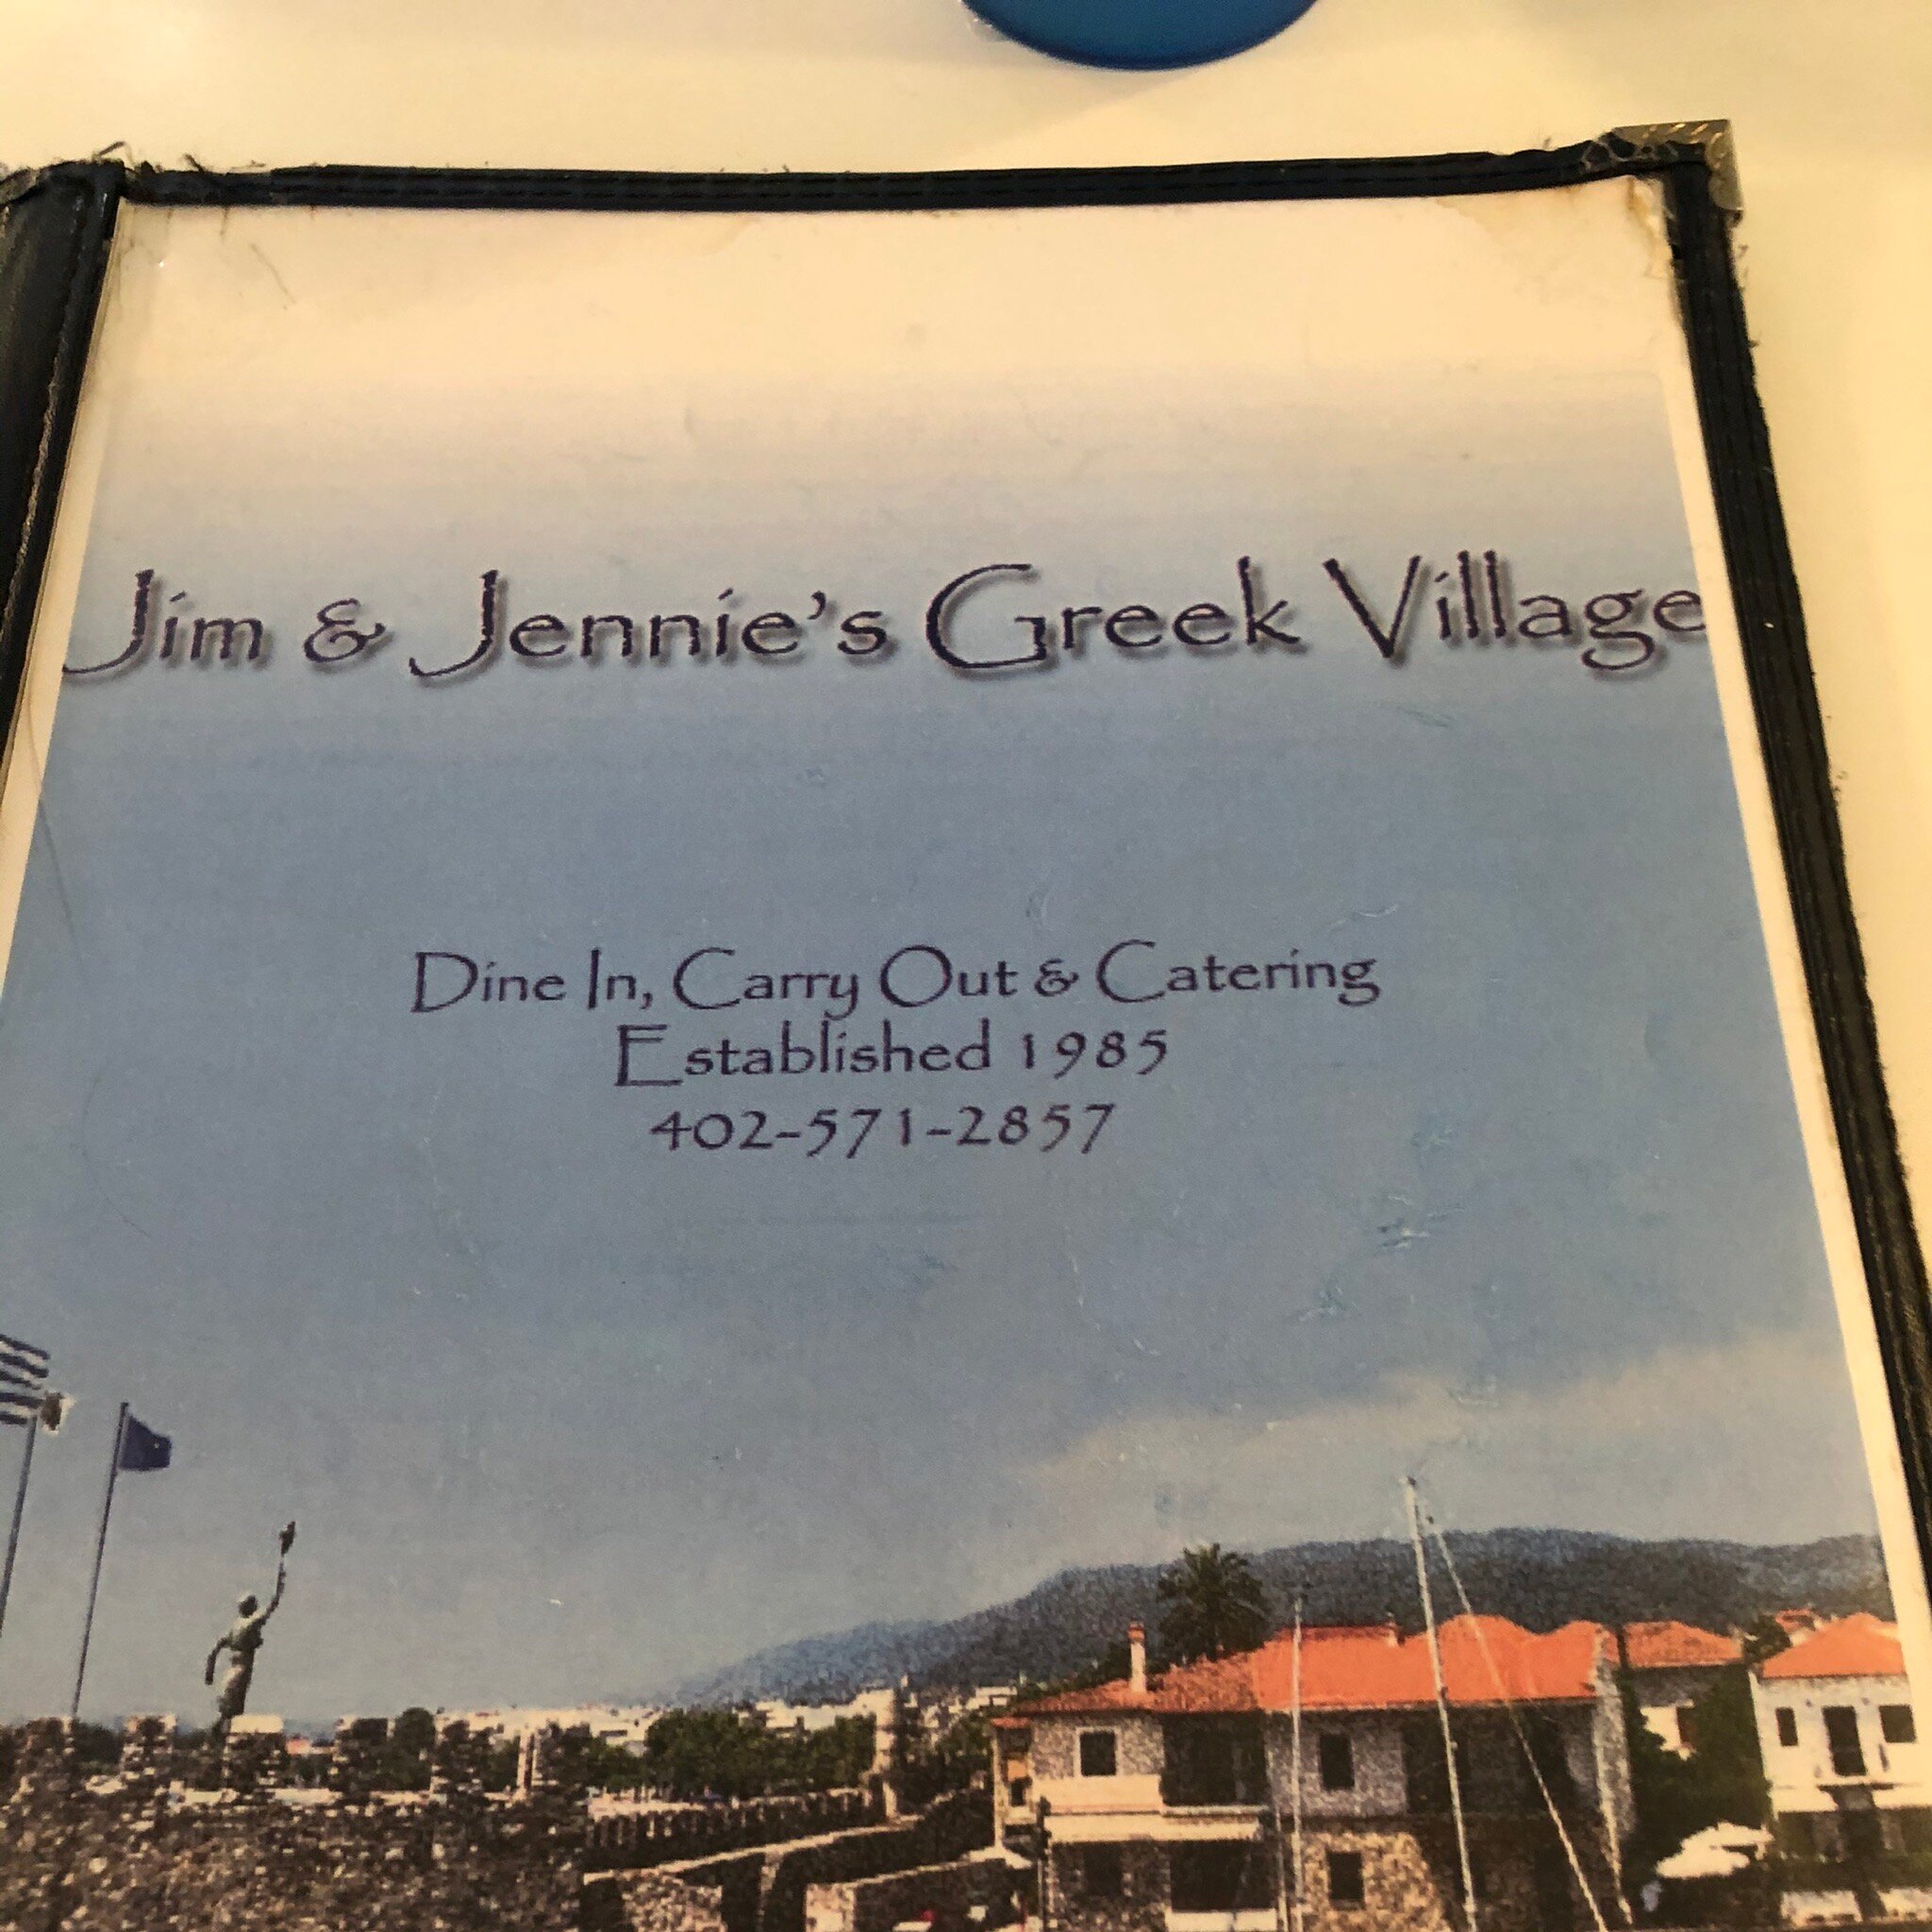 Jim & Jennie's Greek Village
Dine In, Carry Out & Catering
Established 1985
402-571-2857